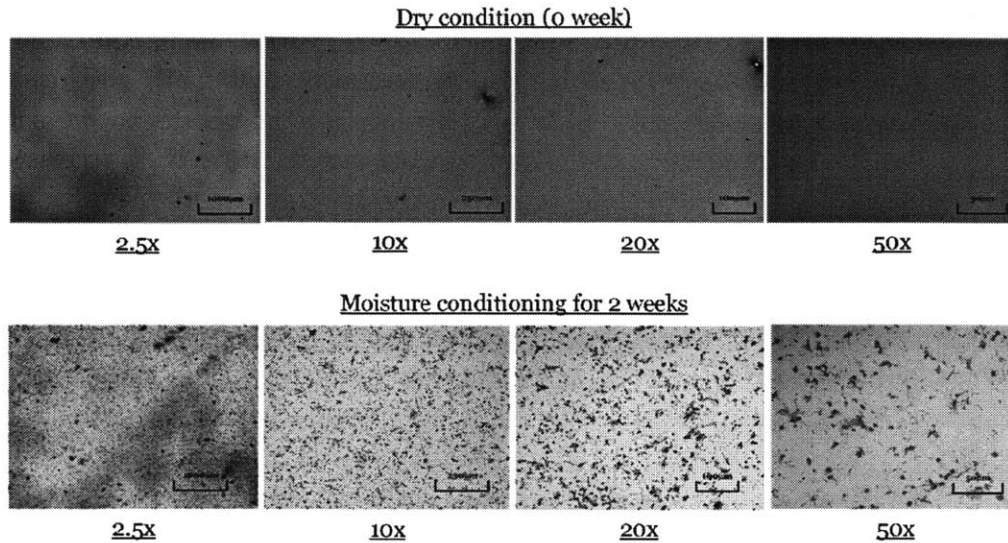 Dry condition (0 week)
2.5x 10x 20x 50x
Moisture conditioning for 2 weeks
2.5x 10x 20x 50x